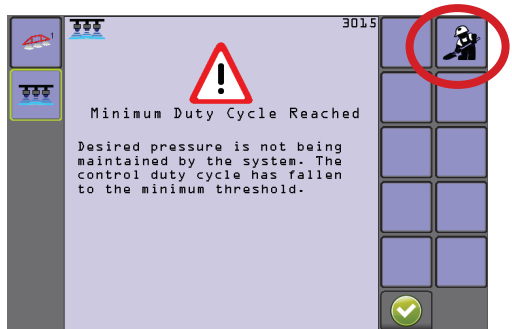 3015
1
Minimum Duty Cycle Reached
Desired pressure is not being
maintained by the system. The
control duty cycle has fallen
to the minimum threshold.